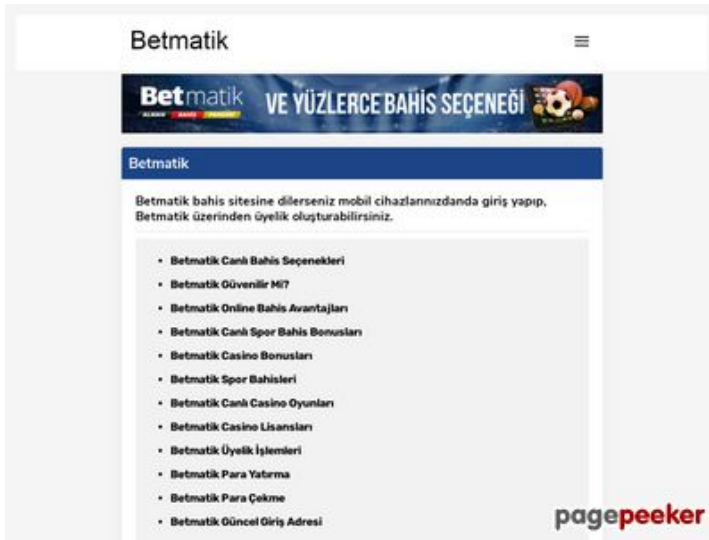 Betmatik
Betmatik VE YÜZLERCE BAHİS SEÇENEĞİ
Betmatik
Betmatik bahis sitesine dilerseniz mobil cihazlarınızdanda giriş yapıp,
Betmatik üzerinden üyelik oluşturabilirsiniz.
• Betmatik Canlı Bahis Seçenekleri
• Betmatik Güvenilir Mi?
• Betmatik Online Bahis Avantajları
• Betmatik Canlı Spor Bahis Bonusları
• Betmatik Casino Bonusları
• Betmatik Spor Bahisleri
• Betmatik Canlı Casino Oyunları
• Betmatik Casino Lisansları
• Betmatik Üyelik İşlemleri
• Betmatik Para Yatırma
• Betmatik Para Çekme
• Betmatik Güncel Giriş Adresi
pagepeeker